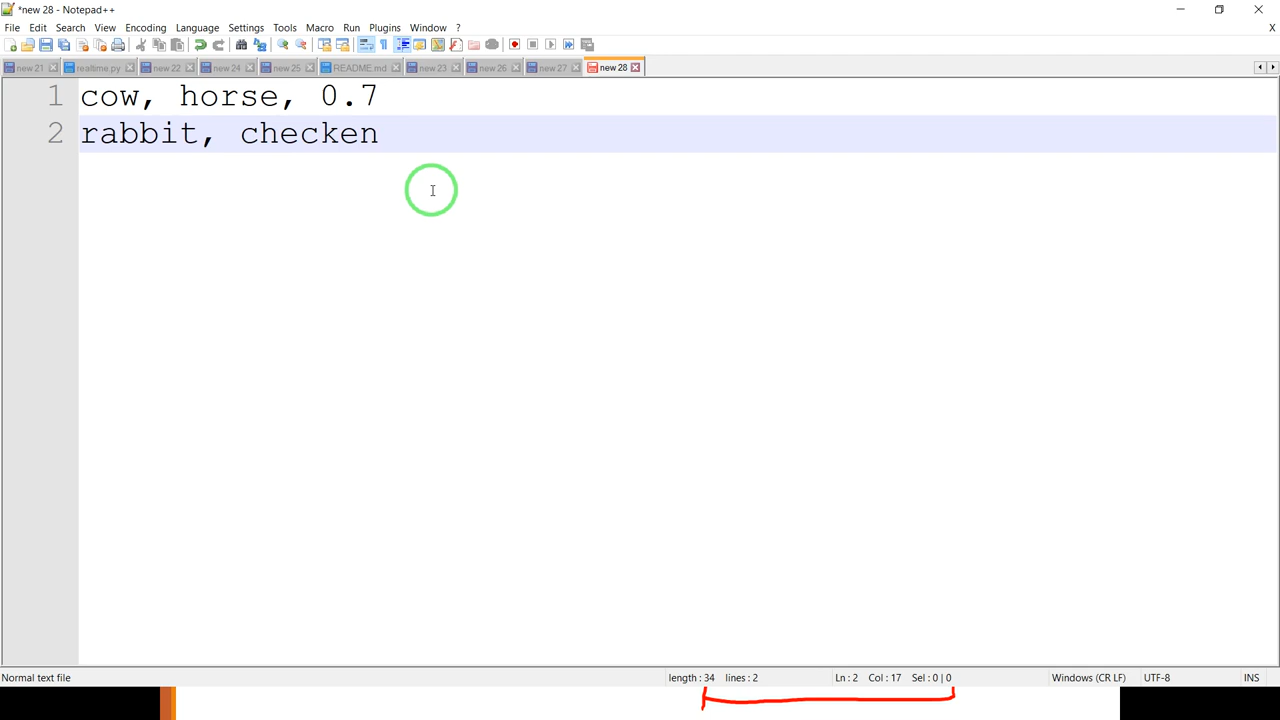 *new 28 - Notepad++
File Edit Search View Encoding Language Settings Tools Macro Run Plugins Window ? X
new 21 realtime.py new 22 new 24 new 25 README.md new 23 new 26 new 27 new 28
1 cow, horse, 0.7
2 rabbit, checken
Normal text file length : 34 lines : 2 Ln : 2 Col : 17 Sel : 0 | 0 Windows (CR LF) UTF-8 INS